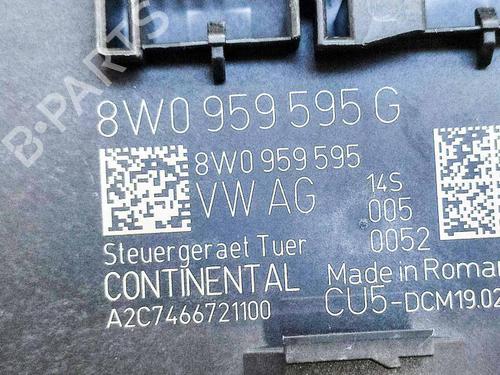 B-PARTS
8W0 959 595 G
8W0 959 595
VW AG
14S
005
0052
Steuergeraet Tuer
CONTINENTAL
A2C7466721100
Made in Roman
CU5-DCM19.02